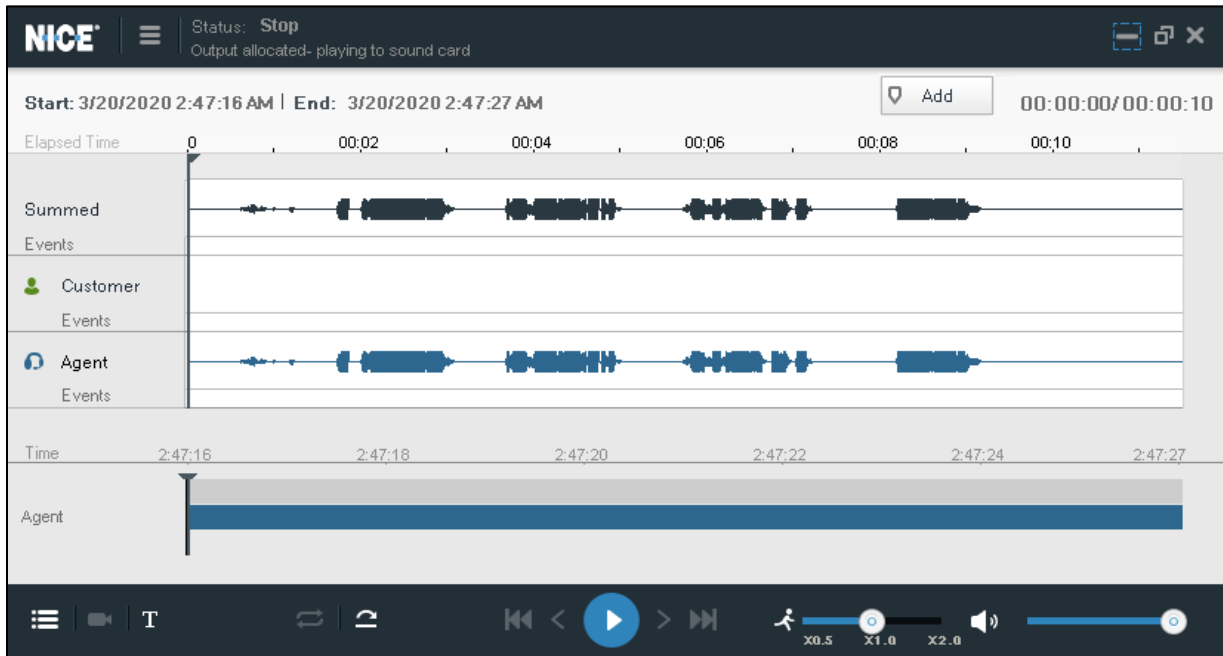 NICE
Status: Stop
Output allocated- playing to sound card
Start: 3/20/2020 2:47:16 AM | End: 3/20/2020 2:47:27 AM
Add
00:00:00/00:00:10
Elapsed Time 0 00:02 00:04 00:06 00:08 00:10
Summed
Events
Customer
Events
Agent
Events
Time 2:47:16 2:47:18 2:47:20 2:47:22 2:47:24 2:47:27
Agent
T
X0.5 X1.0 X2.0